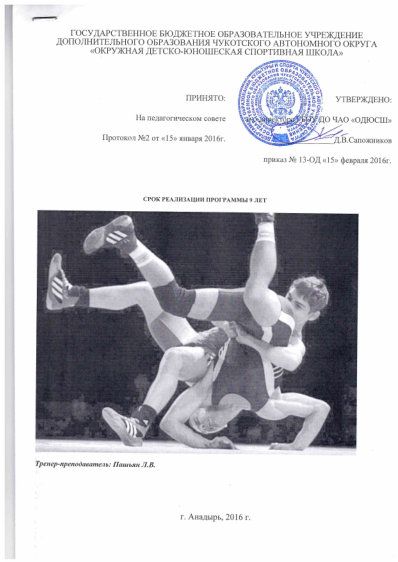 ГОСУДАРСТВЕННОЕ БЮДЖЕТНОЕ ОБРАЗОВАТЕЛЬНОЕ УЧРЕЖДЕНИЕ
ДОПОЛНИТЕЛЬНОГО ОБРАЗОВАНИЯ ЧУКОТСКОГО АВТОНОМНОГО ОКРУГА
«ОКРУЖНАЯ ДЕТСКО-ЮНОШЕСКАЯ СПОРТИВНАЯ ШКОЛА»
ПРИНЯТО:
УТВЕРЖДЕНО:
На педагогическом совете
ДО ЧАО «ОДЮСШ»
Протокол №2 от «15» января 2016г.
Д.В.Сапожников
приказ № 13-ОД «15» февраля 2016г.
СРОК РЕАЛИЗАЦИИ ПРОГРАММЫ 9 ЛЕТ
Тренер-преподаватель: Пашьян Л.В.
г. Анадырь, 2016 г.